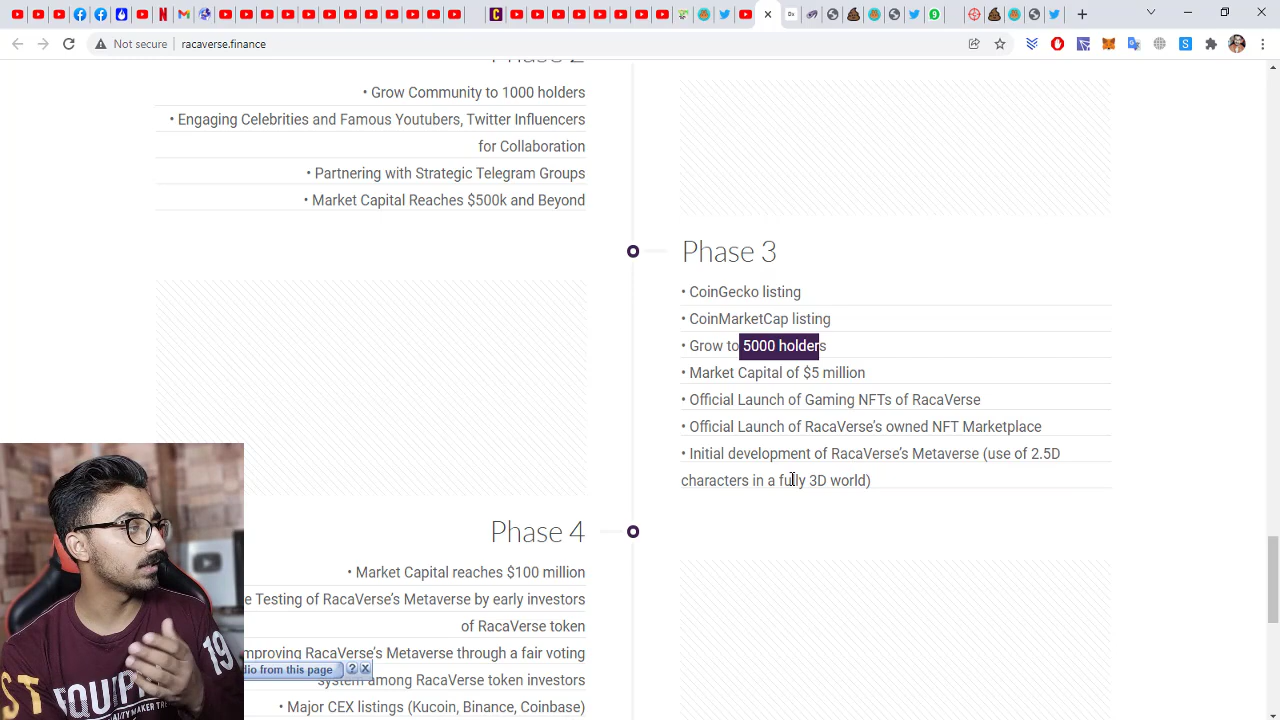 Not secure
racaverse.finance
Phase 2
• Grow Community to 1000 holders
• Engaging Celebrities and Famous Youtubers, Twitter Influencers
for Collaboration
• Partnering with Strategic Telegram Groups
• Market Capital Reaches $500k and Beyond
Phase 3
• CoinGecko listing
• CoinMarketCap listing
• Grow to 5000 holders
• Market Capital of $5 million
• Official Launch of Gaming NFTs of RacaVerse
• Official Launch of RacaVerse's owned NFT Marketplace
• Initial development of RacaVerse's Metaverse (use of 2.5D
characters in a fully 3D world)
Phase 4
• Market Capital reaches $100 million
e Testing of RacaVerse's Metaverse by early investors
of RacaVerse token
mproving RacaVerse's Metaverse through a fair voting
dio from this page
system among RacaVerse token investors
• Major CEX listings (Kucoin, Binance, Coinbase)
19
ST EQUIP